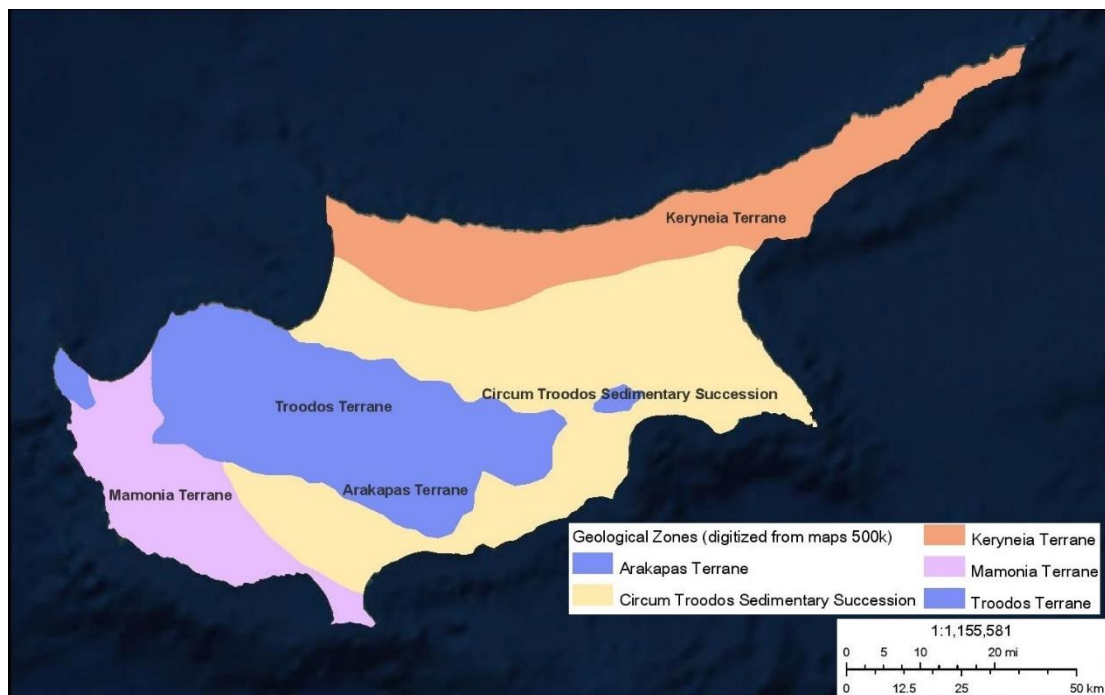 Keryneia Terrane
Circum Troodos Sedimentary Succession
Troodos Terrane
Arakapas Terrane
Mamonia Terrane
Geological Zones (digitized from maps 500k)
Arakapas Terrane
Circum Troodos Sedimentary Succession
Keryneia Terrane
Mamonia Terrane
Troodos Terrane
1:1,155,581
0 5 10 20 mi
0 12.5 25 50 km